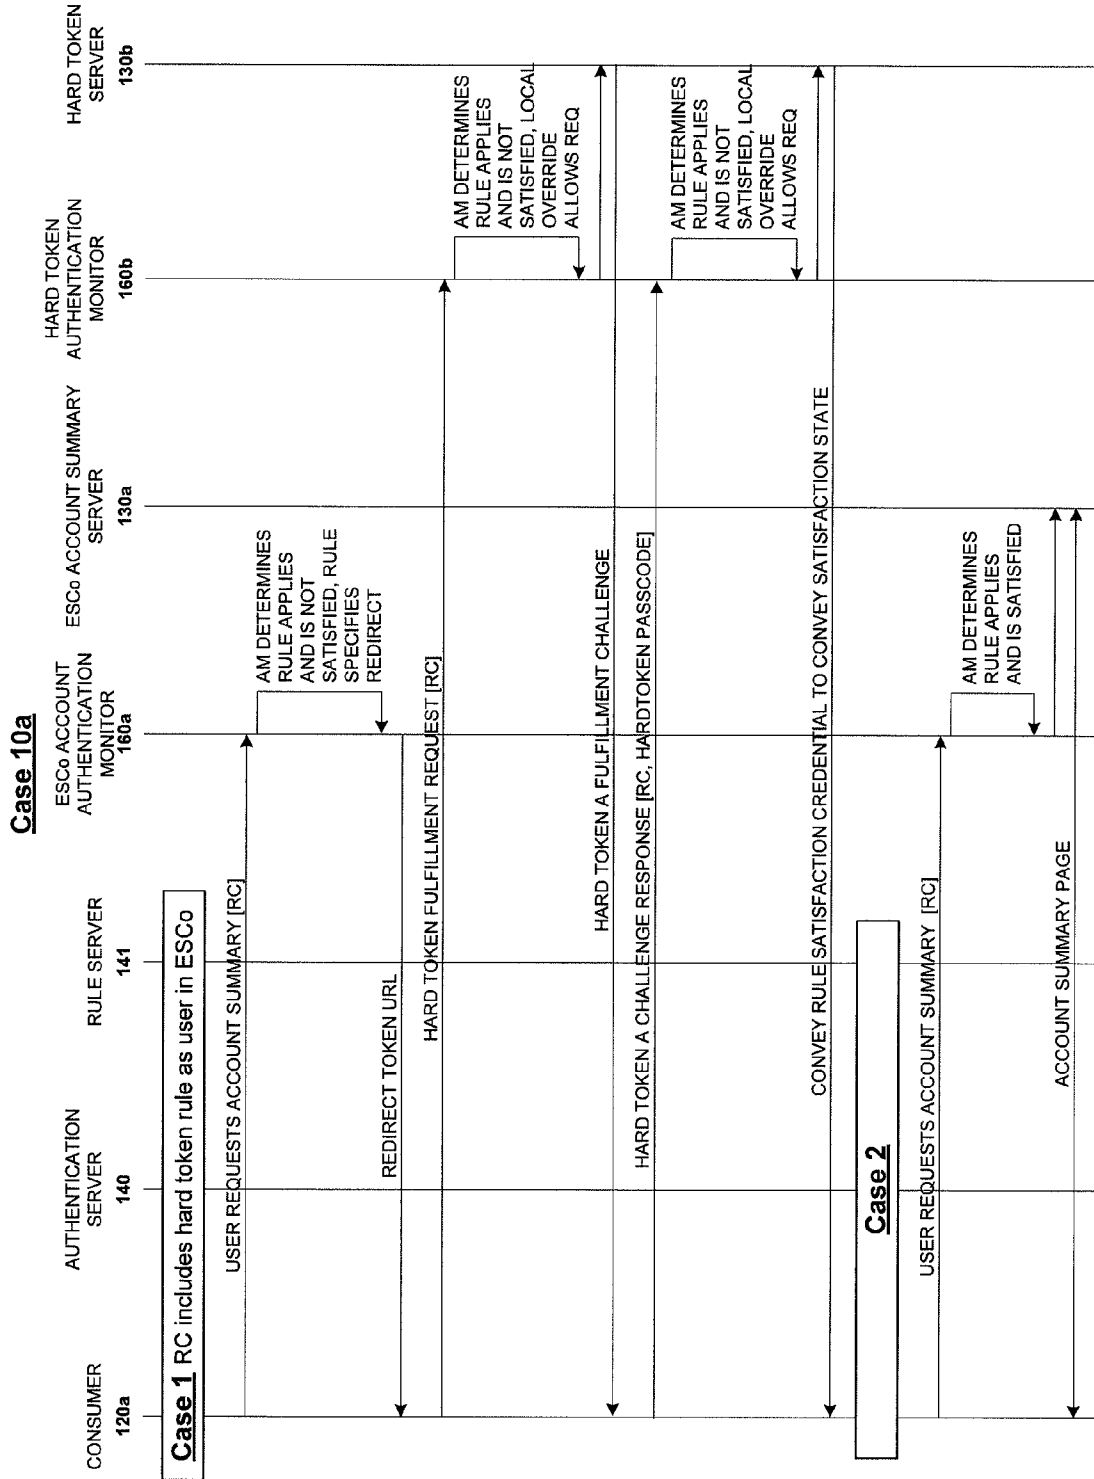 Case 10a
CONSUMER
120a
AUTHENTICATION
SERVER
140
RULE SERVER
141
ESCo ACCOUNT
AUTHENTICATION
MONITOR
160a
ESCo ACCOUNT SUMMARY
SERVER
130a
HARD TOKEN
AUTHENTICATION
MONITOR
160b
HARD TOKEN
SERVER
130b
Case 1 RC includes hard token rule as user in ESCo
USER REQUESTS ACCOUNT SUMMARY [RC]
AM DETERMINES
RULE APPLIES
AND IS NOT
SATISFIED, RULE
SPECIFIES
REDIRECT
REDIRECT TOKEN URL
HARD TOKEN FULFILLMENT REQUEST [RC]
AM DETERMINES
RULE APPLIES
AND IS NOT
SATISFIED, LOCAL
OVERRIDE
ALLOWS REQ
HARD TOKEN A FULFILLMENT CHALLENGE
HARD TOKEN A CHALLENGE RESPONSE [RC, HARDTOKEN PASSCODE]
AM DETERMINES
RULE APPLIES
AND IS NOT
SATISFIED, LOCAL
OVERRIDE
ALLOWS REQ
CONVEY RULE SATISFACTION CREDENTIAL TO CONVEY SATISFACTION STATE
Case 2
USER REQUESTS ACCOUNT SUMMARY [RC]
AM DETERMINES
RULE APPLIES
AND IS SATISFIED
ACCOUNT SUMMARY PAGE